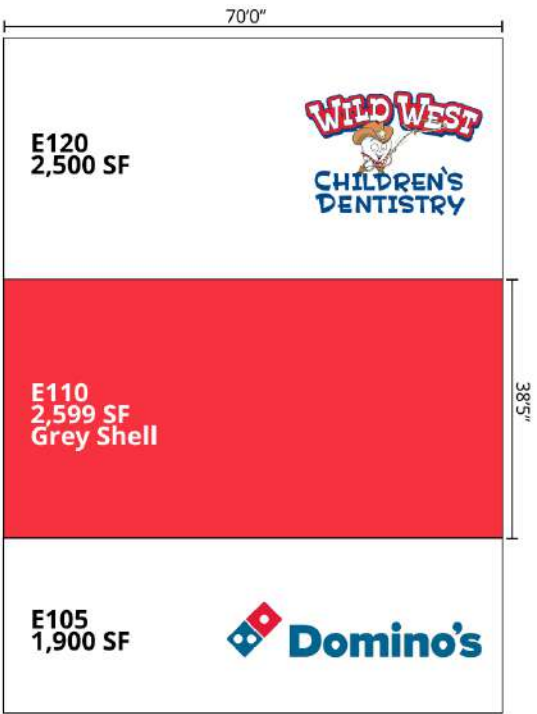 70'0"
E120
2,500 SF
WILD WEST
CHILDREN'S
DENTISTRY
E110
2,599 SF
Grey Shell
38'5"
E105
1,900 SF
Domino's